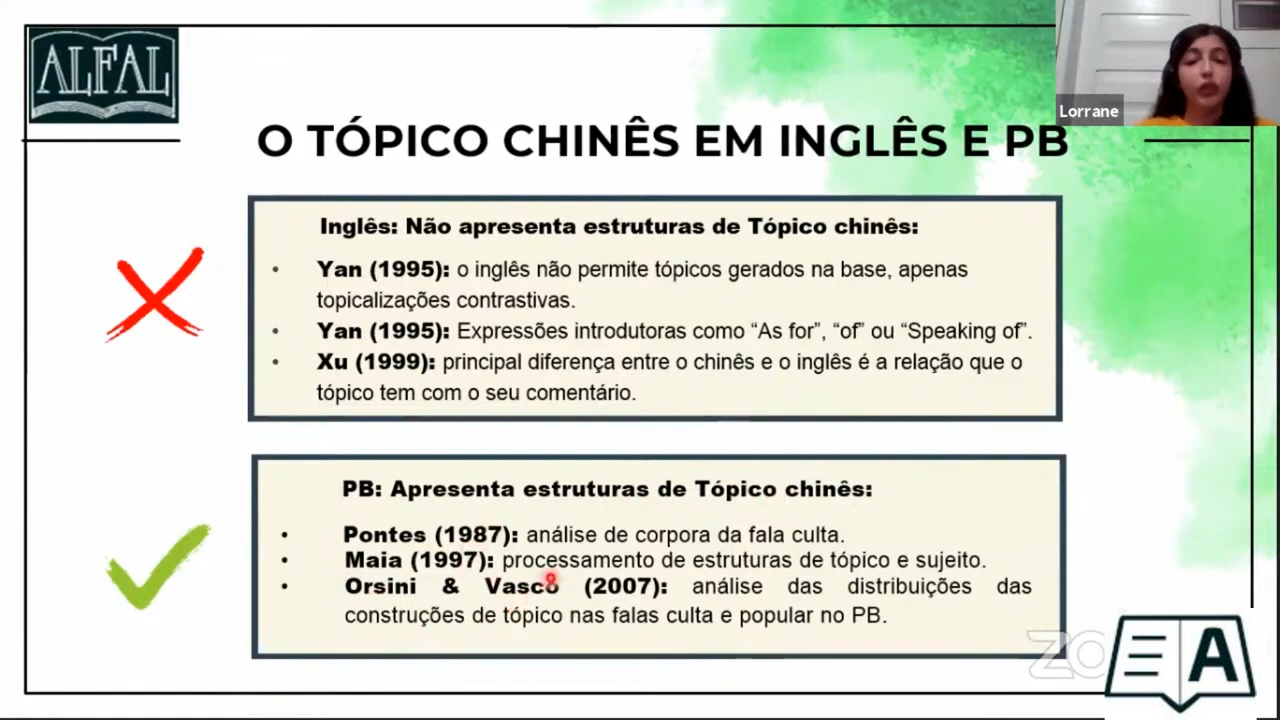 ALFAL
Lorrane
O TÓPICO CHINÊS EM INGLÊS E PB
Inglês: Não apresenta estruturas de Tópico chinês:
• Yan (1995): o inglês não permite tópicos gerados na base, apenas
topicalizações contrastivas.
• Yan (1995): Expressões introdutoras como “As for”, “of” ou “Speaking of”.
• Xu (1999): principal diferença entre o chinês e o inglês é a relação que o
tópico tem com o seu comentário.
PB: Apresenta estruturas de Tópico chinês:
• Pontes (1987): análise de corpora da fala culta.
• Maia (1997): processamento de estruturas de tópico e sujeito.
• Orsini & Vasco (2007): análise das distribuições das
construções de tópico nas falas culta e popular no PB.
A